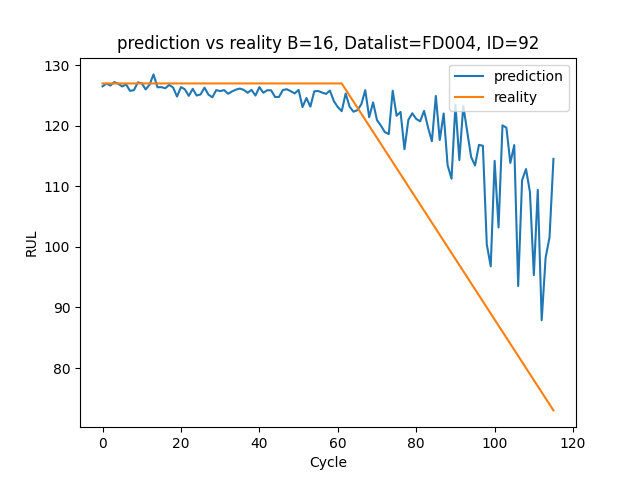 prediction vs reality B=16, Datalist=FD004, ID=92
prediction
reality
130
120
110
100
90
80
RUL
0
20
40
60
80
100
120
Cycle